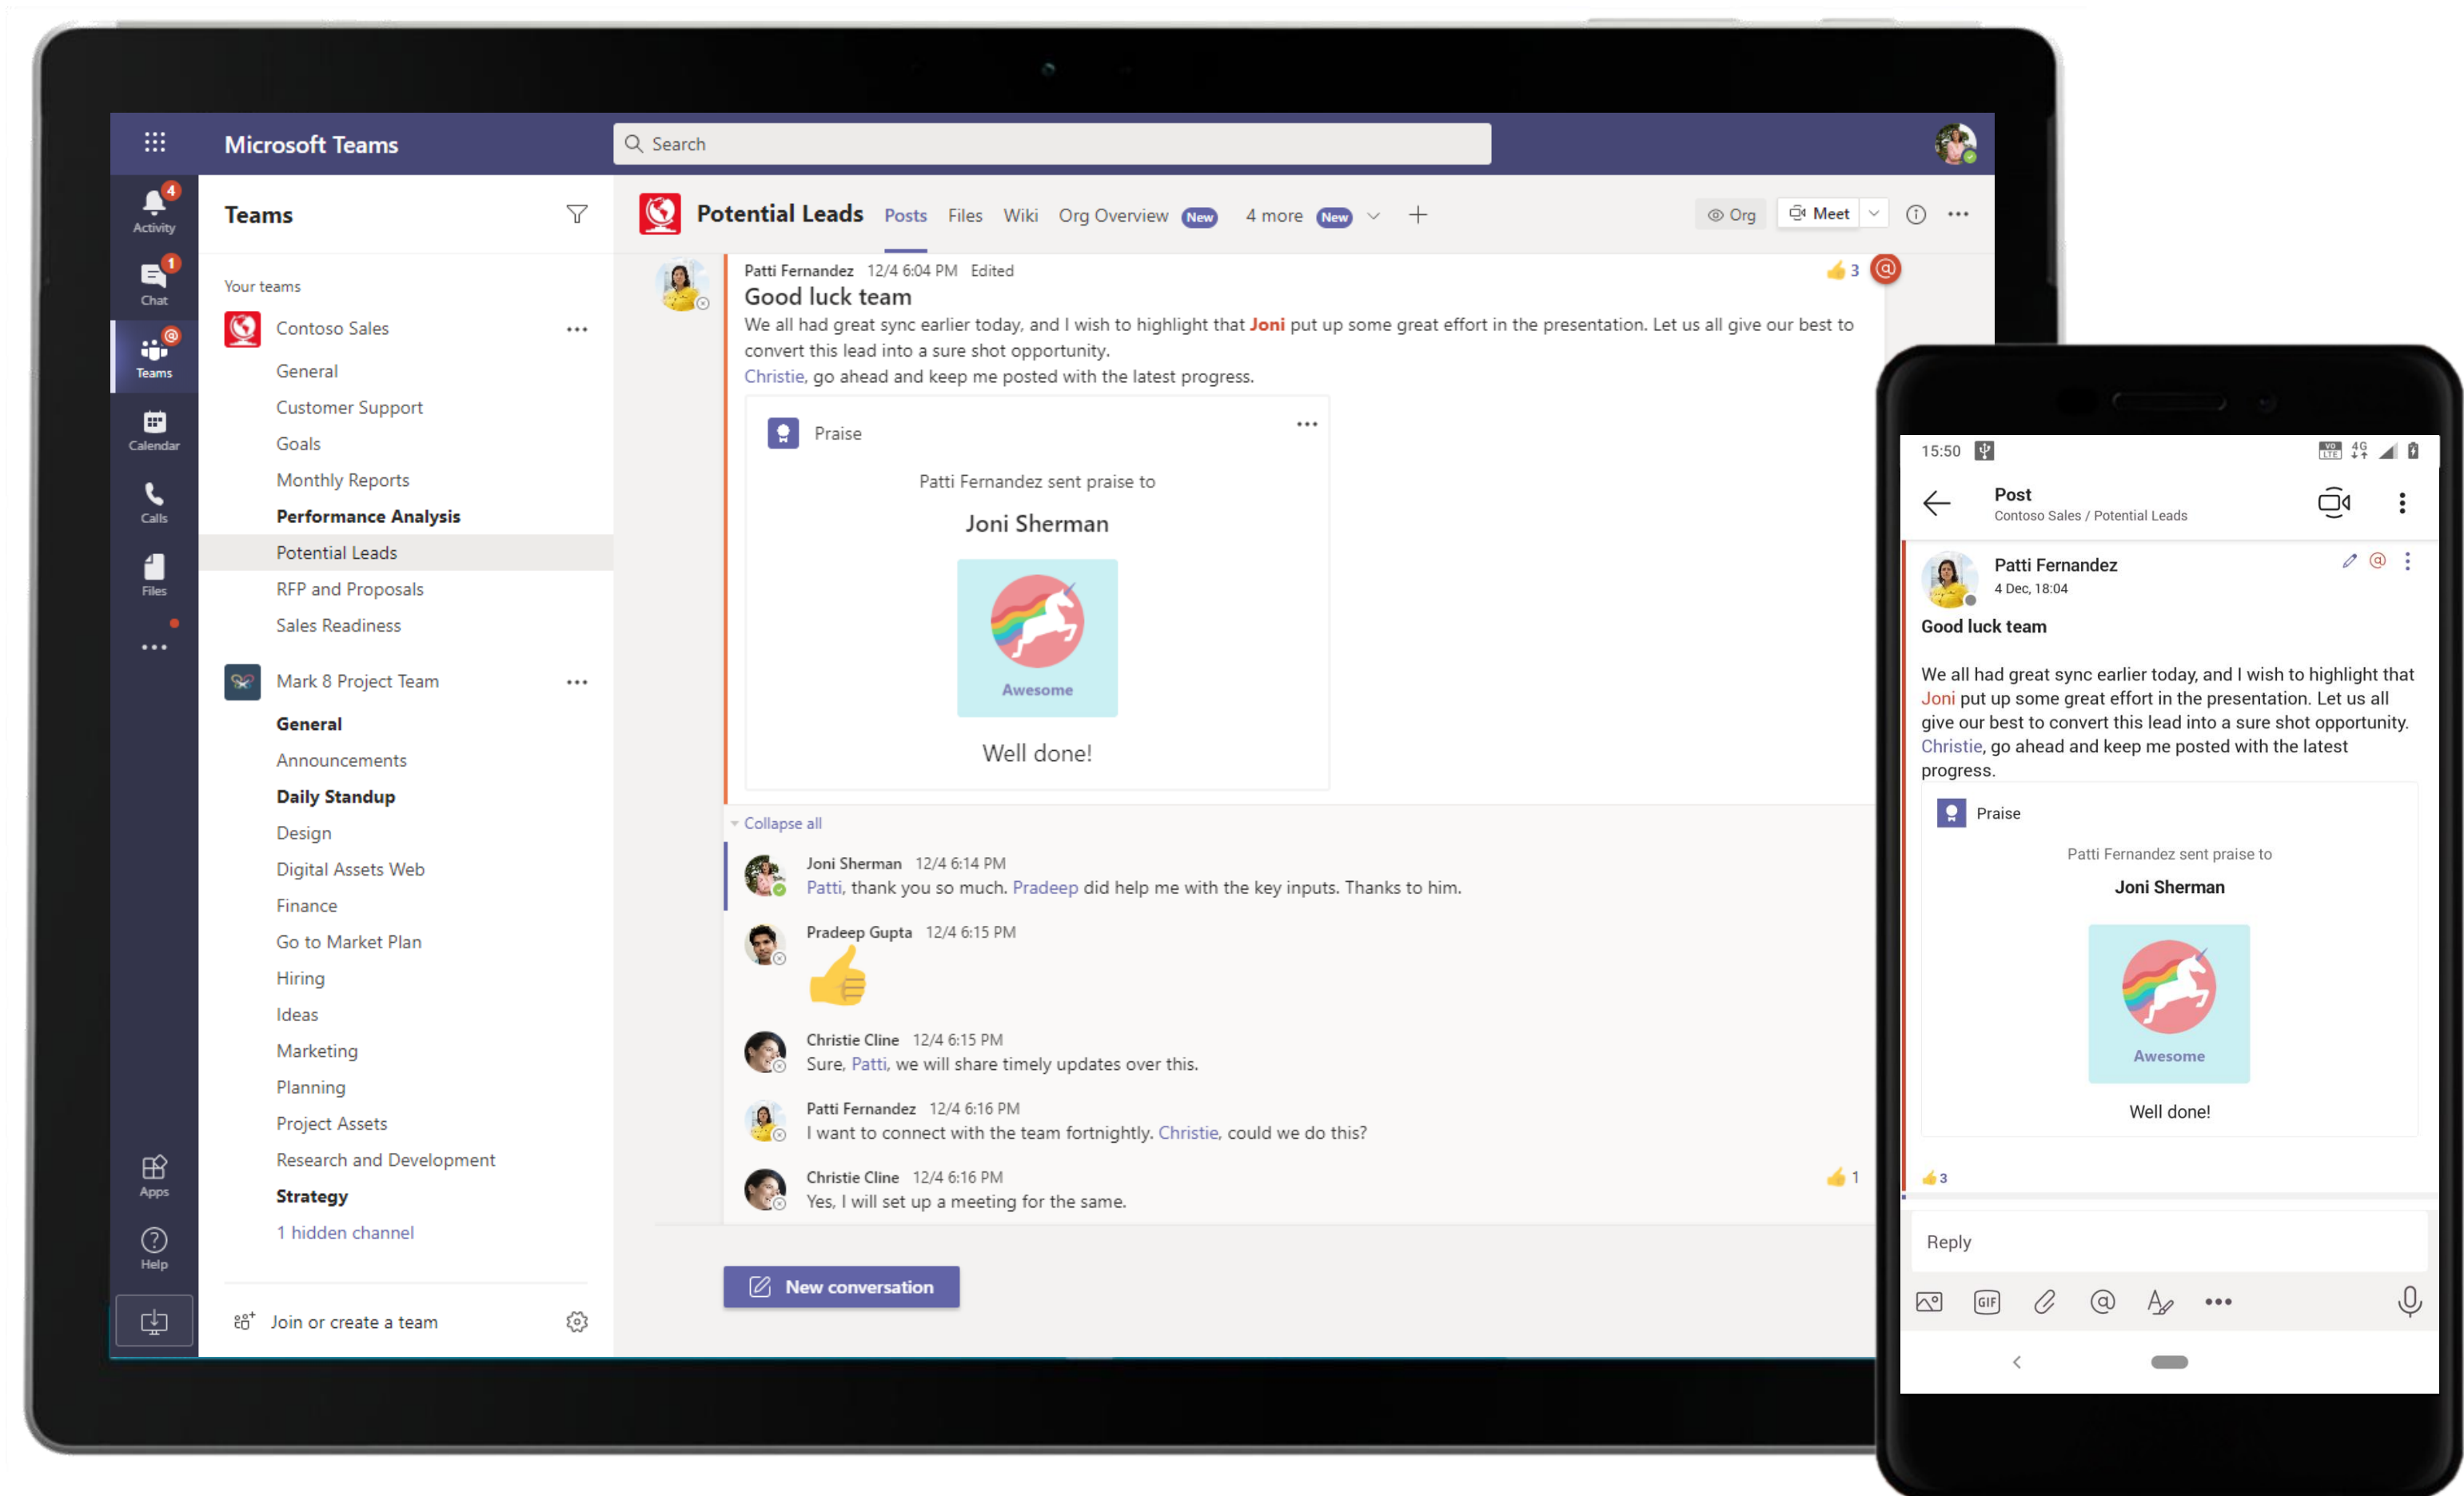 Microsoft Teams
Search
4
Activity
1
Chat
@
Teams
Calendar
Calls
Files
Apps
Help
Teams
Your teams
Contoso Sales
General
Customer Support
Goals
Monthly Reports
Performance Analysis
Potential Leads
RFP and Proposals
Sales Readiness
Mark 8 Project Team
General
Announcements
Daily Standup
Design
Digital Assets Web
Finance
Go to Market Plan
Hiring
Ideas
Marketing
Planning
Project Assets
Research and Development
Strategy
1 hidden channel
Join or create a team
Potential Leads Posts Files Wiki Org Overview New 4 more New Org Meet
Patti Fernandez 12/4 6:04 PM Edited 3 @
Good luck team
We all had great sync earlier today, and I wish to highlight that Joni put up some great effort in the presentation. Let us all give our best to
convert this lead into a sure shot opportunity.
Christie, go ahead and keep me posted with the latest progress.
Praise
Patti Fernandez sent praise to
Joni Sherman
Awesome
Well done!
Collapse all
Joni Sherman 12/4 6:14 PM
Patti, thank you so much. Pradeep did help me with the key inputs. Thanks to him.
Pradeep Gupta 12/4 6:15 PM
Christie Cline 12/4 6:15 PM
Sure, Patti, we will share timely updates over this.
Patti Fernandez 12/4 6:16 PM
I want to connect with the team fortnightly. Christie, could we do this?
Christie Cline 12/4 6:16 PM 1
Yes, I will set up a meeting for the same.
New conversation
15:50 VO LTE 4G
Post
Contoso Sales / Potential Leads
Patti Fernandez @
4 Dec, 18:04
Good luck team
We all had great sync earlier today, and I wish to highlight that
Joni put up some great effort in the presentation. Let us all
give our best to convert this lead into a sure shot opportunity.
Christie, go ahead and keep me posted with the latest
progress.
Praise
Patti Fernandez sent praise to
Joni Sherman
Awesome
Well done!
3
Reply
GIF @